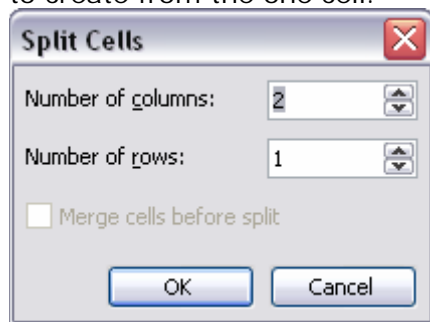 to create from the one cell.
Split Cells
Number of columns: 2
Number of rows: 1
Merge cells before split
OK Cancel